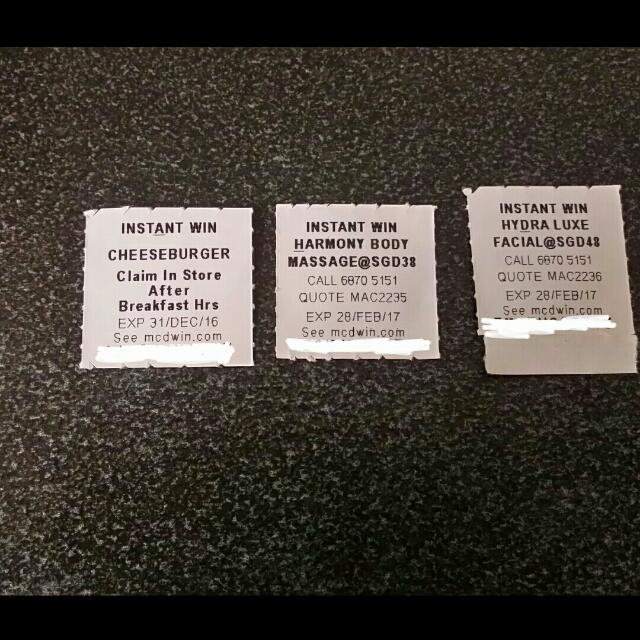 INSTANT WIN
CHEESEBURGER
Claim In Store
After
Breakfast Hrs
EXP 31/DEC/16
See mcdwin.com
INSTANT WIN
HARMONY BODY
MASSAGE@SGD38
CALL 6870 5151
QUOTE MAC2235
EXP 28/FEB/17
See mcdwin.com
INSTANT WIN
HYDRA LUXE
FACIAL@SGD48
CALL 6870 5151
QUOTE MAC2236
EXP 28/FEB/17
See mcdwin.com